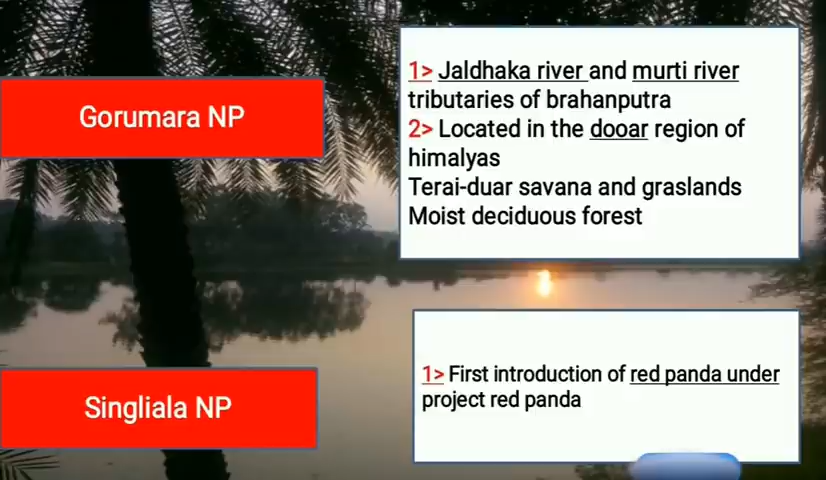 Gorumara NP
1> Jaldhaka river and murti river
tributaries of brahanputra
2> Located in the dooar region of
himalyas
Terai-duar savana and graslands
Moist deciduous forest
Singliala NP
1> First introduction of red panda under
project red panda